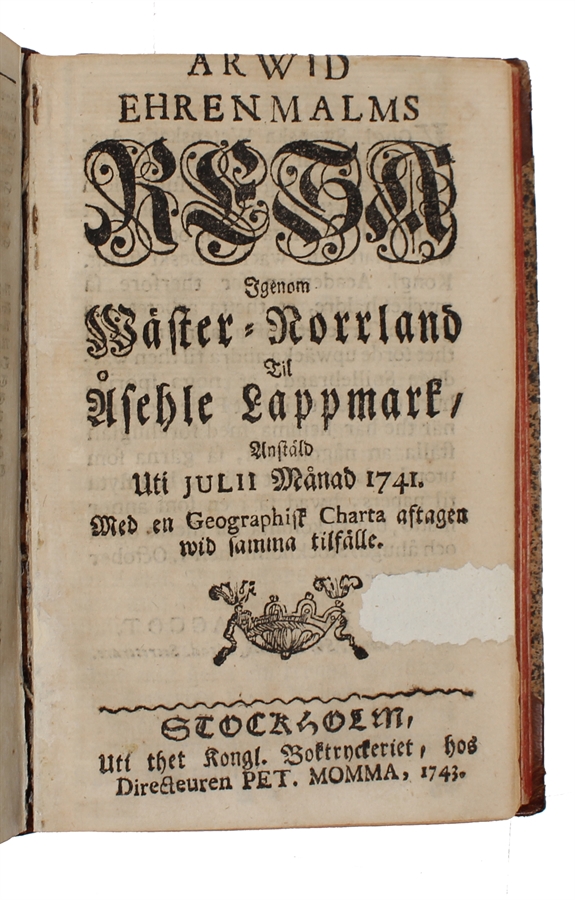 ARWID
EHRENMALMS
RESA
Igenom
Wäster-Norrland
Til
Åsehle Lappmark,
Anstäld
Uti JULII Månad 1741.
Med en Geographisk Charta aftagen
wid samma tilfälle.
STOCKHOLM,
Uti thet Kongl. Boktryckeriet, hos
Directeuren PET. MOMMA, 1743.